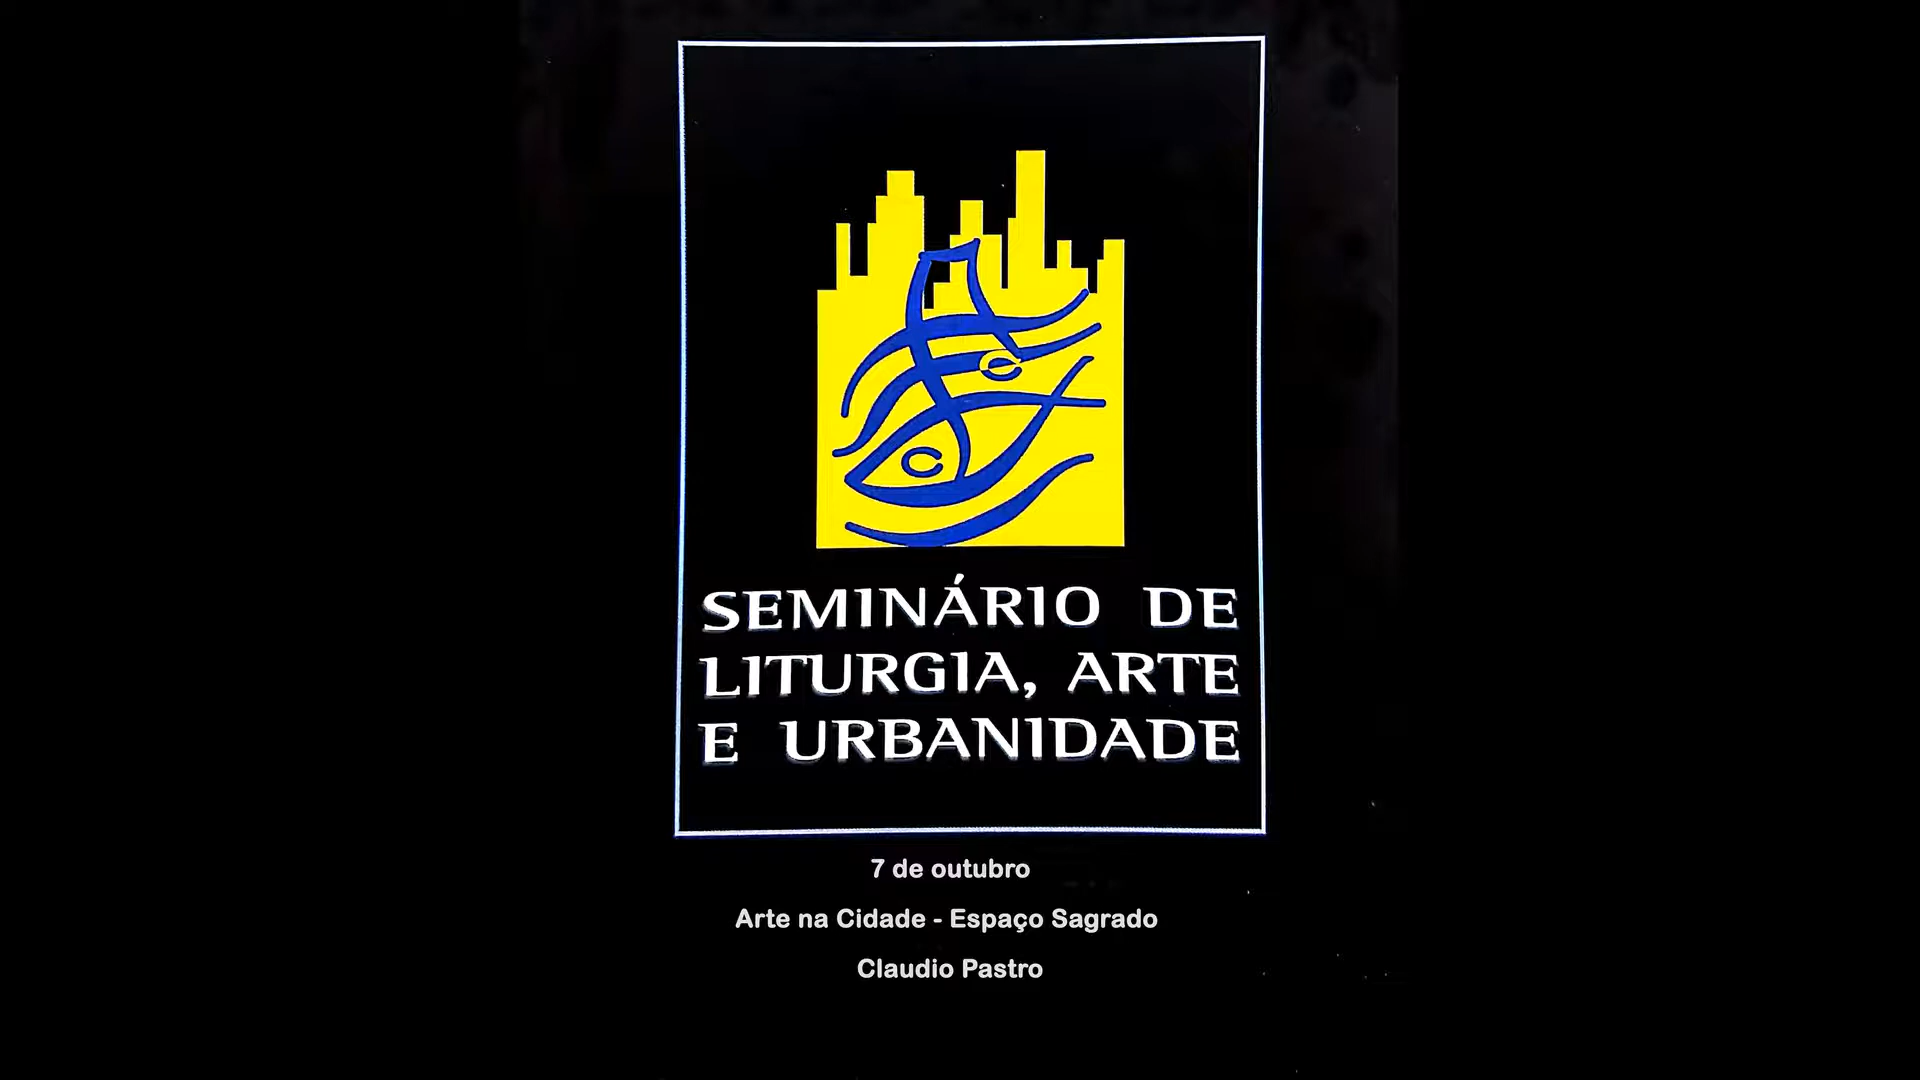 SEMINÁRIO DE
LITURGIA, ARTE
E URBANIDADE
7 de outubro
Arte na Cidade - Espaço Sagrado
Claudio Pastro